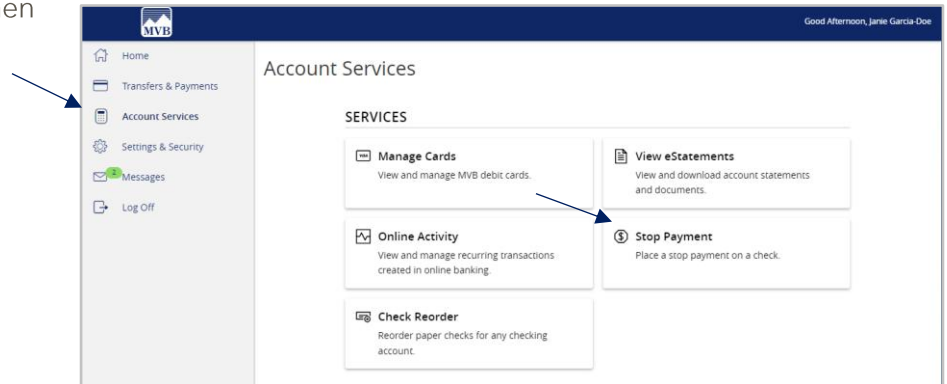 en
MVB
Good Afternoon, Janie Garcia-Doe
Home
Transfers & Payments
Account Services
Settings & Security
2
Messages
Log Off
Account Services
SERVICES
Manage Cards
View and manage MVB debit cards.
View eStatements
View and download account statements
and documents.
Online Activity
View and manage recurring transactions
created in online banking.
Stop Payment
Place a stop payment on a check.
Check Reorder
Reorder paper checks for any checking
account.